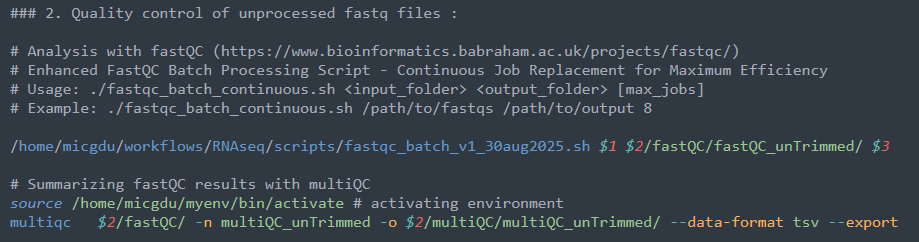 ### 2. Quality control of unprocessed fastq files :
# Analysis with fastQC (https://www.bioinformatics.babraham.ac.uk/projects/fastqc/)
# Enhanced FastQC Batch Processing Script - Continuous Job Replacement for Maximum Efficiency
# Usage: ./fastqc_batch_continuous.sh <input_folder> <output_folder> [max_jobs]
# Example: ./fastqc_batch_continuous.sh /path/to/fastqs /path/to/output 8
/home/micgdu/workflows/RNAseq/scripts/fastqc_batch_v1_30aug2025.sh $1 $2/fastQC/fastQC_unTrimmed/ $3
# Summarizing fastQC results with multiQC
source /home/micgdu/myenv/bin/activate # activating environment
multiqc   $2/fastQC/ -n multiQC_unTrimmed -o $2/multiQC/multiQC_unTrimmed/ --data-format tsv --export